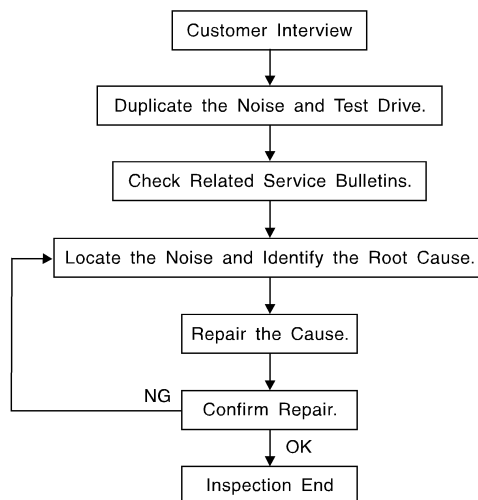 Customer Interview
Duplicate the Noise and Test Drive.
Check Related Service Bulletins.
Locate the Noise and Identify the Root Cause.
Repair the Cause.
NG
Confirm Repair.
OK
Inspection End